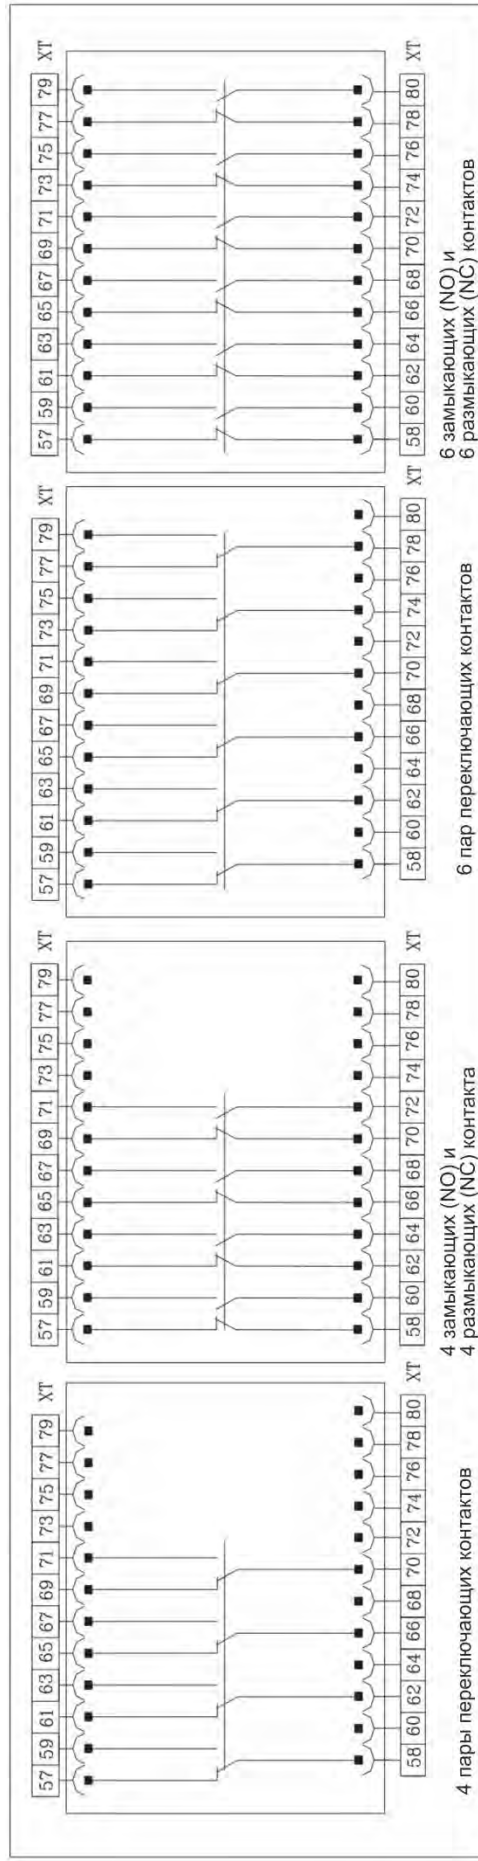 XT 57 59 61 63 65 67 69 71 73 75 77 79
XT 58 60 62 64 66 68 70 72 74 76 78 80
4 пары переключающих контактов
57 59 61 63 65 67 69 71 73 75 77 79 XT
58 60 62 64 66 68 70 72 74 76 78 80 XT
4 замыкающих (NO) и
4 размыкающих (NC) контакта
57 59 61 63 65 67 69 71 73 75 77 79
58 60 62 64 66 68 70 72 74 76 78 80 XT
6 пар переключающих контактов
57 59 61 63 65 67 69 71 73 75 77 79 XT
58 60 62 64 66 68 70 72 74 76 78 80 XT
6 замыкающих (NO) и
6 размыкающих (NC) контактов